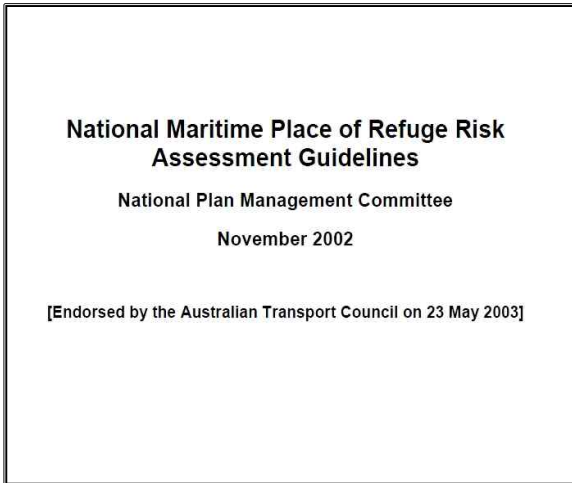 National Maritime Place of Refuge Risk
Assessment Guidelines
National Plan Management Committee
November 2002
[Endorsed by the Australian Transport Council on 23 May 2003]